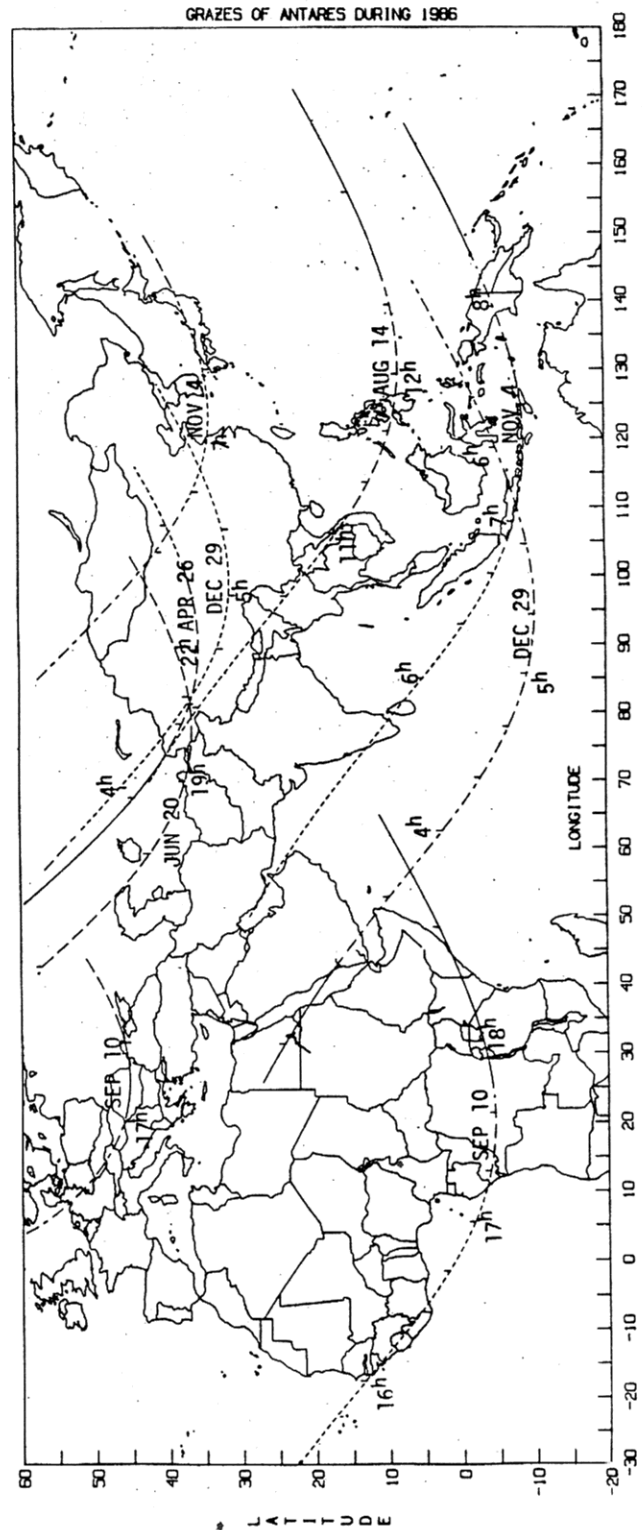 GRAZES OF ANTARES DURING 1986
60
50
40
30
20
10
0
-10
-20
LATITUDE
-30
-20
-10
0
10
20
30
40
50
60
70
80
90
100
110
120
130
140
150
160
170
180
LONGITUDE
SEP 10
17h
JUN 20
19h
4h
22h APR 26
DEC 29
5h
NOV 14
7h
AUG 14
11h
12h
16h
17h
SEP 10
18h
4h
5h
DEC 29
6h
7h
NOV 4
6h
8h